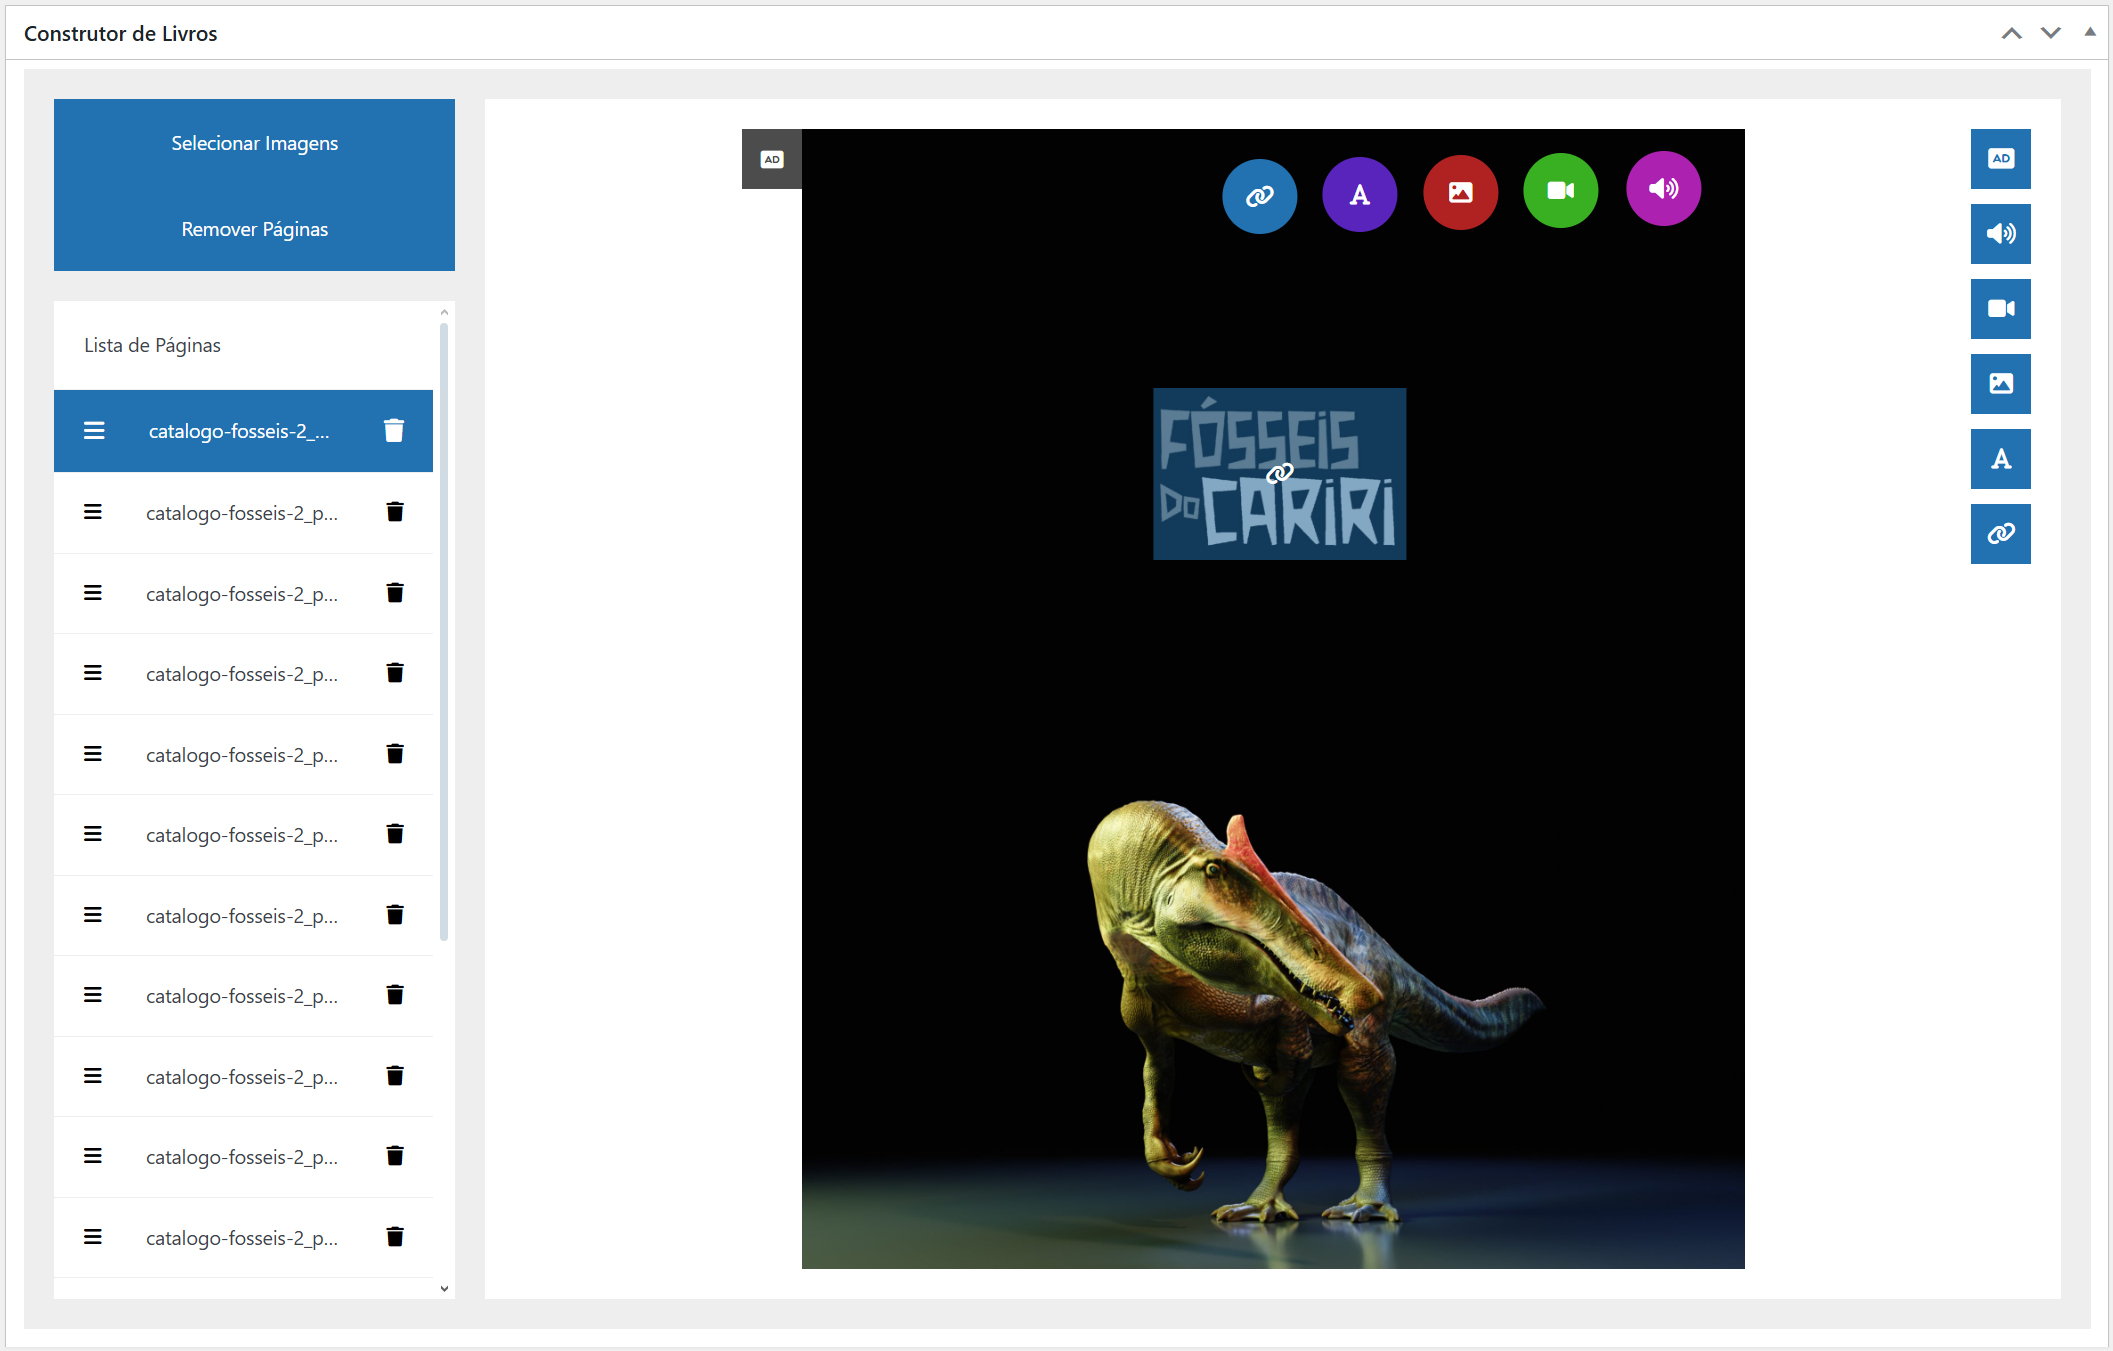 Construtor de Livros
Selecionar Imagens
Remover Páginas
Lista de Páginas
catalogo-fosseis-2_...
catalogo-fosseis-2_p...
catalogo-fosseis-2_p...
catalogo-fosseis-2_p...
catalogo-fosseis-2_p...
catalogo-fosseis-2_p...
catalogo-fosseis-2_p...
catalogo-fosseis-2_p...
catalogo-fosseis-2_p...
catalogo-fosseis-2_p...
catalogo-fosseis-2_p...
AD
A
FÓSSEIS
DO CARIRI
AD
A